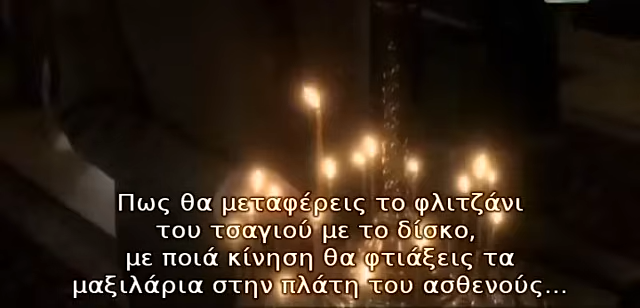 Πως θα μεταφέρεις το φλιτζάνι
του τσαγιού με το δίσκο,
με ποιά κίνηση θα φτιάξεις τα
μαξιλάρια στην πλάτη του ασθενούς...